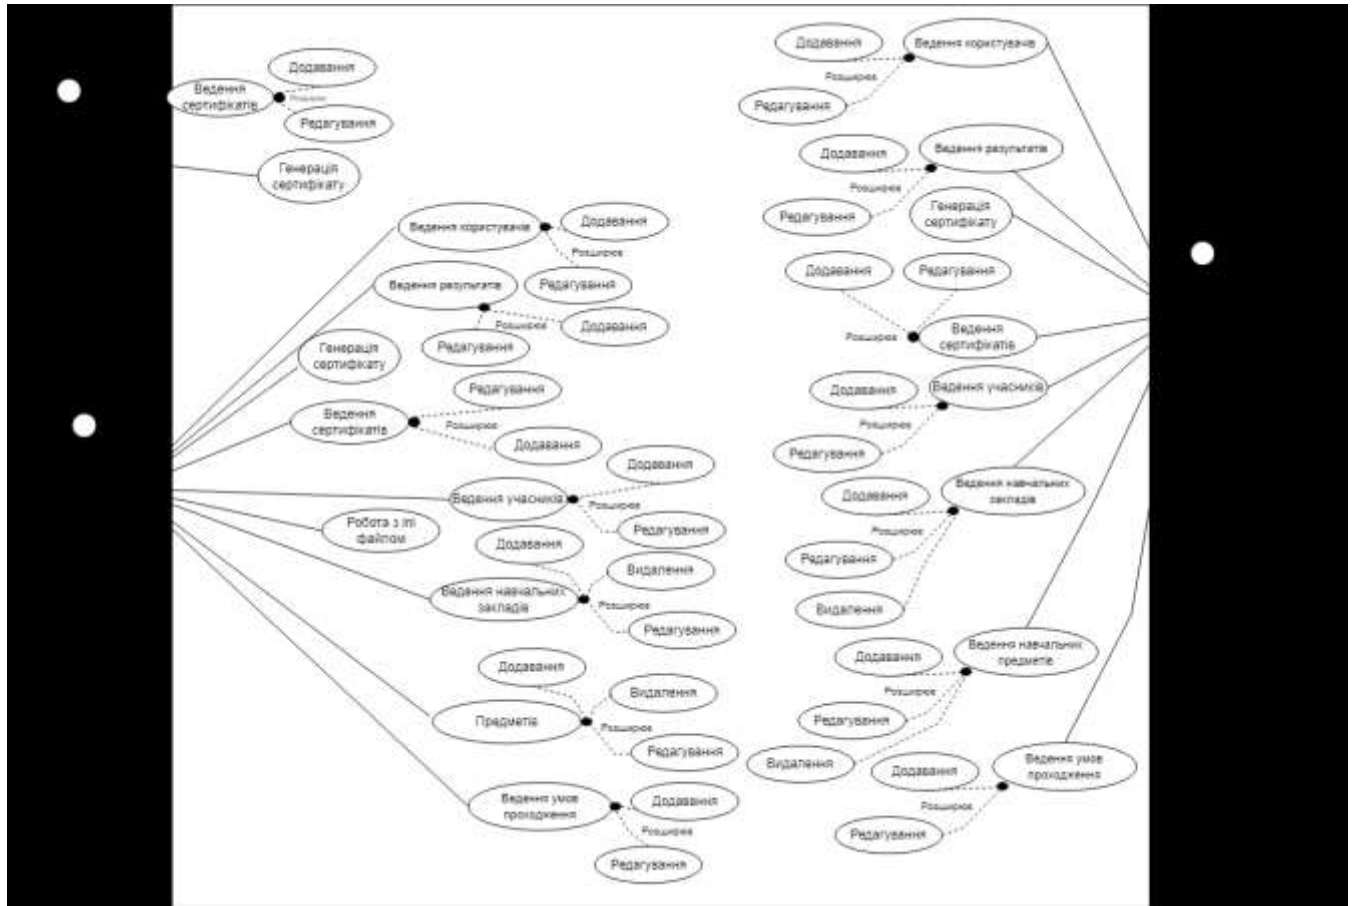 Додавання
Ведення
сертифікатів
Розширює
Редагування
Генерація
сертифікату
Ведення користувачів
Додавання
Розширює
Редагування
Ведення результатів
Розширює
Додавання
Редагування
Генерація
сертифікату
Редагування
Ведення
сертифікатів
Розширює
Додавання
Додавання
Ведення учасників
Розширює
Редагування
Робота з ini
файлом
Додавання
Видалення
Ведення навчальних
закладів
Розширює
Редагування
Додавання
Видалення
Предметів
Розширює
Редагування
Ведення умов
проходження
Додавання
Розширює
Редагування
Додавання
Ведення користувачів
Розширює
Редагування
Додавання
Ведення результатів
Розширює
Редагування
Генерація
сертифікату
Додавання
Редагування
Розширює
Ведення
сертифікатів
Додавання
Ведення учасників
Розширює
Редагування
Додавання
Ведення навчальних
закладів
Розширює
Редагування
Видалення
Додавання
Ведення навчальних
предметів
Розширює
Редагування
Видалення
Додавання
Ведення умов
проходження
Розширює
Редагування